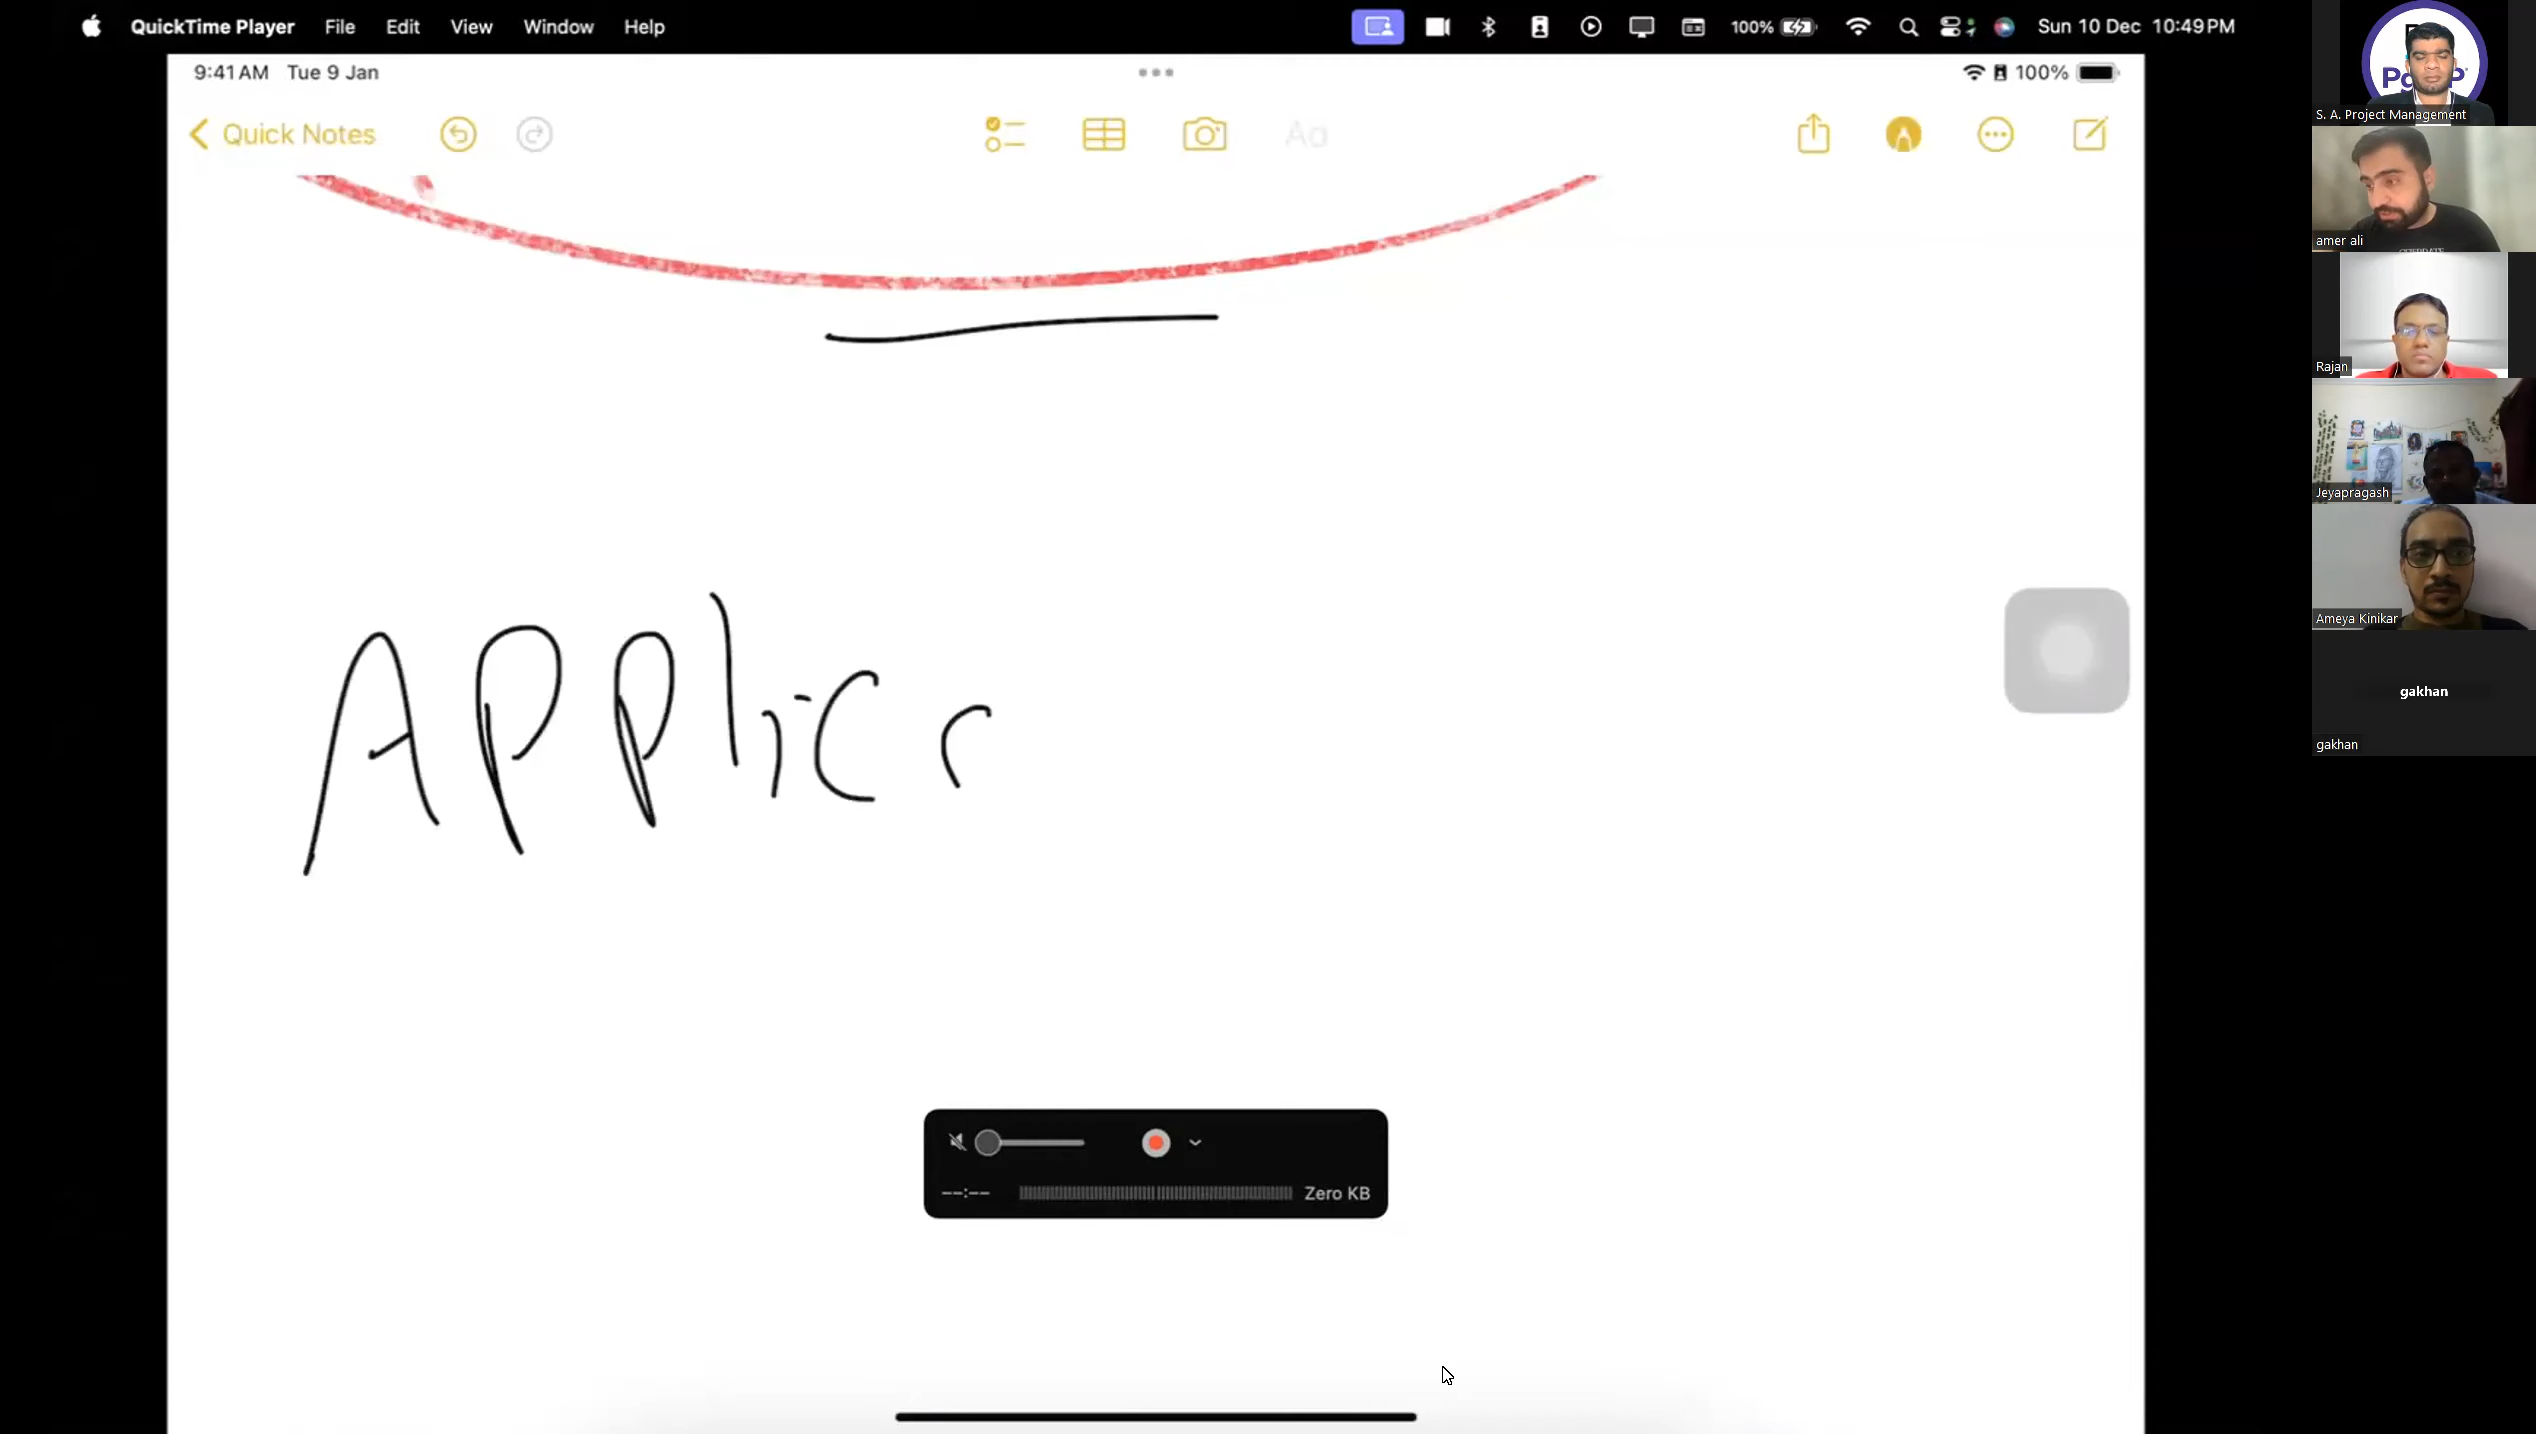 QuickTime Player File Edit View Window Help 100% Sun 10 Dec 10:49 PM
9:41 AM Tue 9 Jan 100%
Quick Notes Aa
APPlic
--:-- Zero KB
S. A. Project Management
amer ali
Rajan
Jeyapragash
Ameya Kinikar
gakhan
gakhan